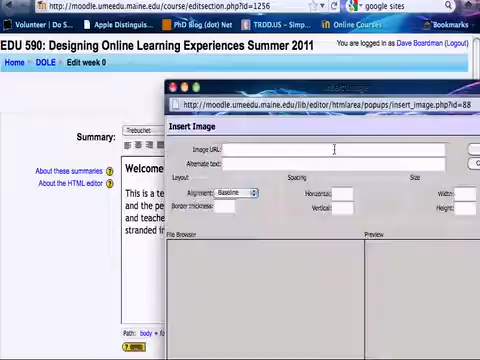 http://moodle.umeedu.maine.edu/course/editsection.php?id=1256
google sites
Volunteer | Do S...
Apple Distinguis...
PhD Blog (dot) Net
TRDD.US – Simp...
Online Courses
Bookmarks
EDU 590: Designing Online Learning Experiences Summer 2011
You are logged in as Dave Boardman (Logout)
Home ► DOLE ► Edit week 0
Insert Image
http://moodle.umeedu.maine.edu/lib/editor/htmlarea/popups/insert_image.php?id=88
Insert Image
Summary:
Trebuchet
Image URL:
Alternate text:
Layout
Spacing
Size
About these summaries
About the HTML editor
Alignment:
Baseline
Horizontal:
Width:
Border thickness:
Vertical:
Height:
Welcome
This is a te
and the pe
and teache
stranded ir
File Browser
Preview
Path: body »